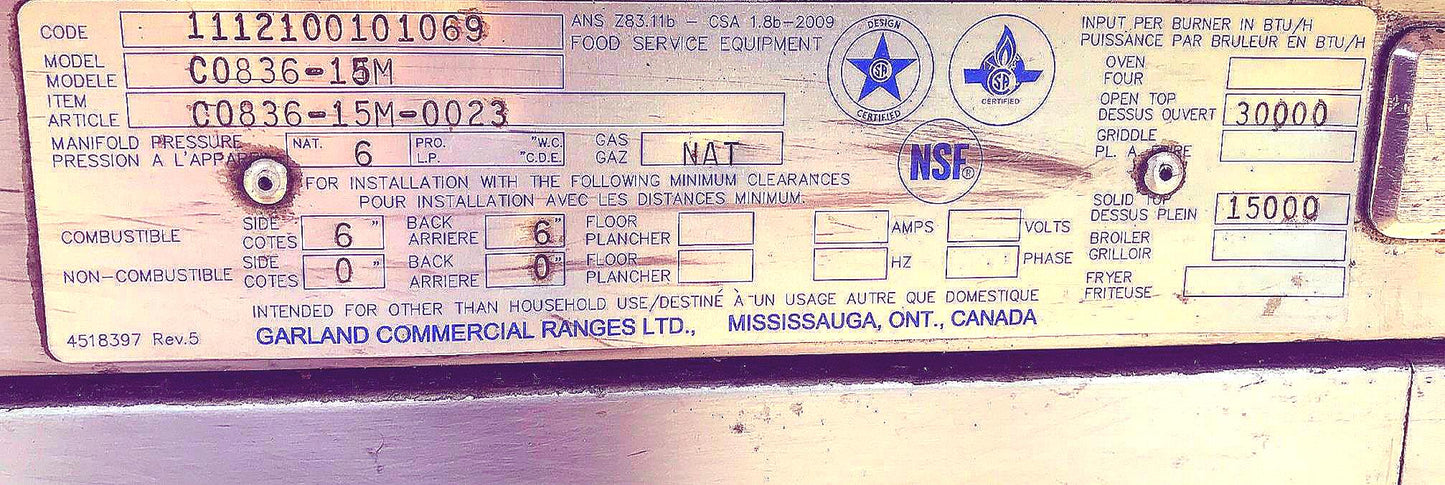 CODE 1112100101069
ANS Z83.11b – CSA 1.8b–2009
FOOD SERVICE EQUIPMENT
MODEL
MODELE C0836-15M
ITEM
ARTICLE C0836-15M-0023
MANIFOLD PRESSURE
PRESSION A L'APPAR
NAT. 6
PRO. "W.C.
L.P. "C.D.E.
GAS
GAZ NAT
DESIGN
SA
CERTIFIED
SA
CERTIFIED
NSF®
FOR INSTALLATION WITH THE FOLLOWING MINIMUM CLEARANCES
POUR INSTALLATION AVEC LES DISTANCES MINIMUM.
COMBUSTIBLE
SIDE
COTES 6 "
BACK
ARRIERE 6 "
FLOOR
PLANCHER
AMPS
VOLTS
NON-COMBUSTIBLE
SIDE
COTES 0 "
BACK
ARRIERE 0 "
FLOOR
PLANCHER
HZ
PHASE
INTENDED FOR OTHER THAN HOUSEHOLD USE/DESTINÉ À UN USAGE AUTRE QUE DOMESTIQUE
4518397 Rev.5
GARLAND COMMERCIAL RANGES LTD., MISSISSAUGA, ONT., CANADA
INPUT PER BURNER IN BTU/H
PUISSANCE PAR BRULEUR EN BTU/H
OVEN
FOUR
OPEN TOP
DESSUS OUVERT 30000
GRIDDLE
PL. A
SOLID TOP
DESSUS PLEIN 15000
BROILER
GRILLOIR
FRYER
FRITEUSE